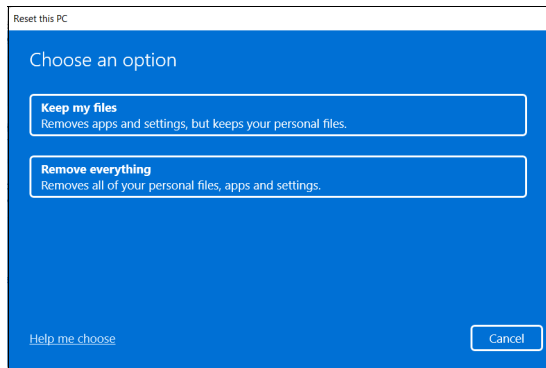 Reset this PC
Choose an option
Keep my files
Removes apps and settings, but keeps your personal files.
Remove everything
Removes all of your personal files, apps and settings.
Help me choose
Cancel